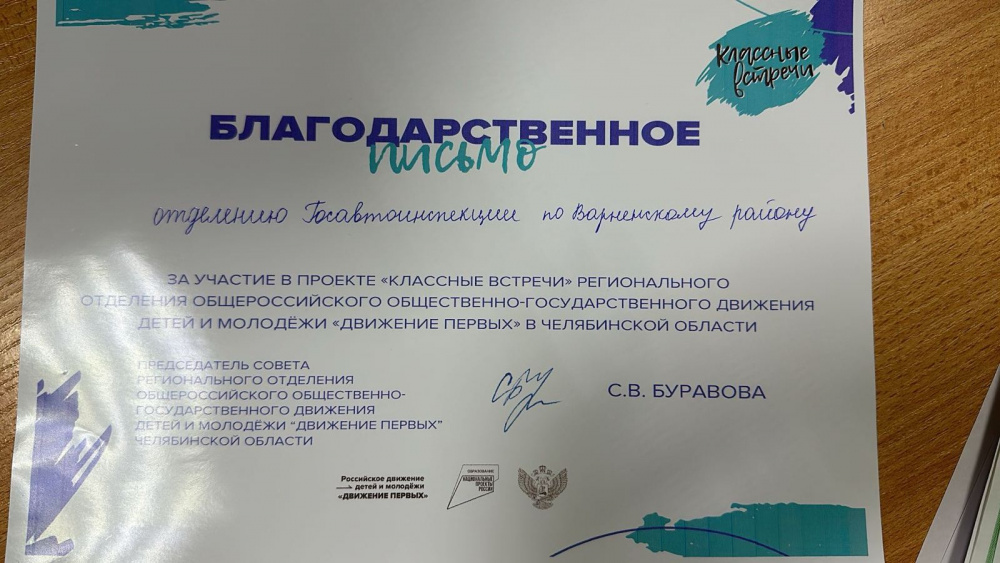 классные
встречи
БЛАГОДАРСТВЕННОЕ
письмо
отделению Госавтоинспекции по Варненскому району
ЗА УЧАСТИЕ В ПРОЕКТЕ «КЛАССНЫЕ ВСТРЕЧИ» РЕГИОНАЛЬНОГО
ОТДЕЛЕНИЯ ОБЩЕРОССИЙСКОГО ОБЩЕСТВЕННО-ГОСУДАРСТВЕННОГО ДВИЖЕНИЯ
ДЕТЕЙ И МОЛОДЁЖИ «ДВИЖЕНИЕ ПЕРВЫХ» В ЧЕЛЯБИНСКОЙ ОБЛАСТИ
ПРЕДСЕДАТЕЛЬ СОВЕТА
РЕГИОНАЛЬНОГО ОТДЕЛЕНИЯ
ОБЩЕРОССИЙСКОГО ОБЩЕСТВЕННО-
ГОСУДАРСТВЕННОГО ДВИЖЕНИЯ
ДЕТЕЙ И МОЛОДЁЖИ "ДВИЖЕНИЕ ПЕРВЫХ"
ЧЕЛЯБИНСКОЙ ОБЛАСТИ
С.В. БУРАВОВА
Российское движение
детей и молодёжи
«ДВИЖЕНИЕ ПЕРВЫХ»
ОБРАЗОВАНИЕ
НАЦИОНАЛЬНЫЕ
ПРОЕКТЫ
РОССИИ